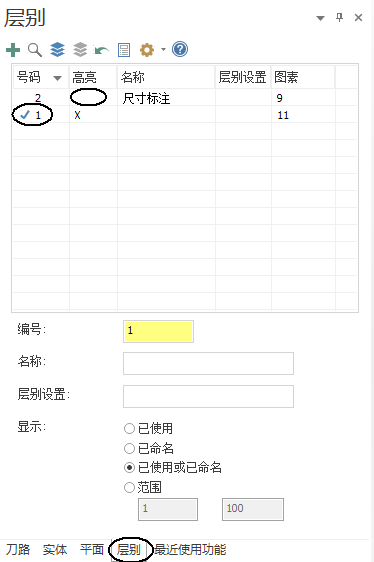 层别
号码 高亮 名称 层别设置 图素
2 尺寸标注 9
1 X 11
编号: 1
名称:
层别设置:
显示: 已使用
已命名
已使用或已命名
范围
1 100
刀路 实体 平面 层别 最近使用功能